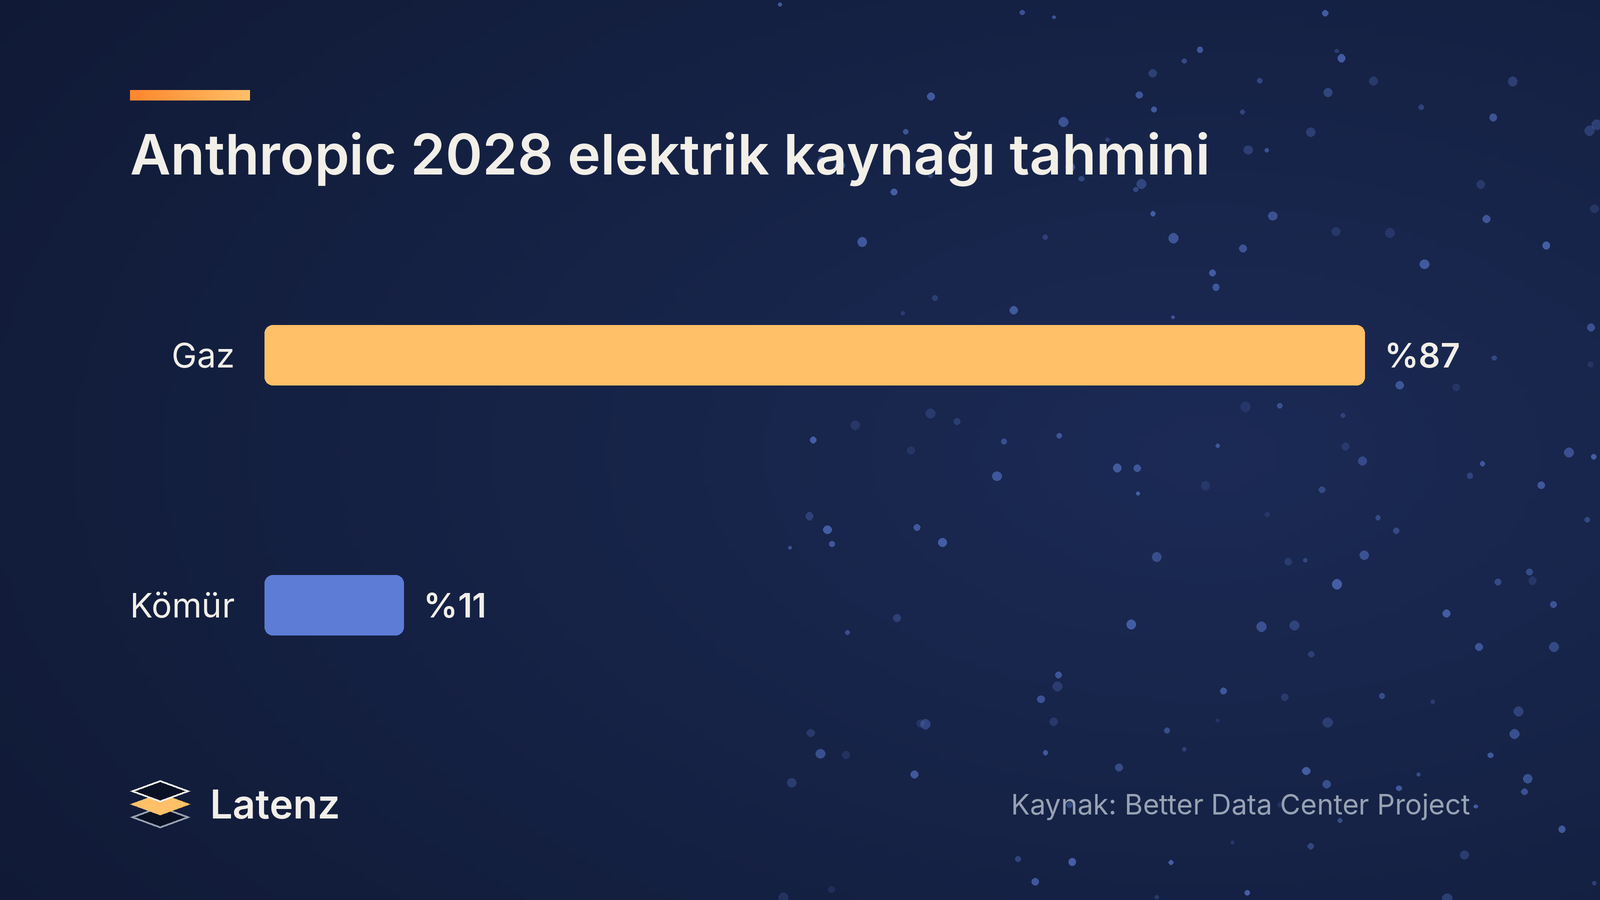 Anthropic 2028 elektrik kaynağı tahmini
Gaz %87
Kömür %11
Latenz
Kaynak: Better Data Center Project